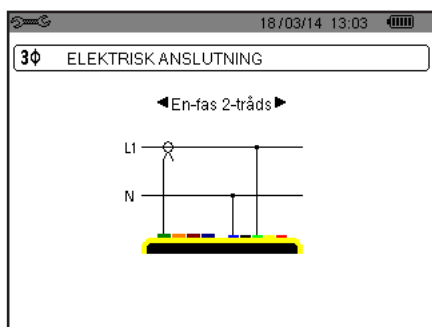 18/03/14 13:03
3Φ ELEKTRISK ANSLUTNING
◄En-fas 2-tråds►
L1
N